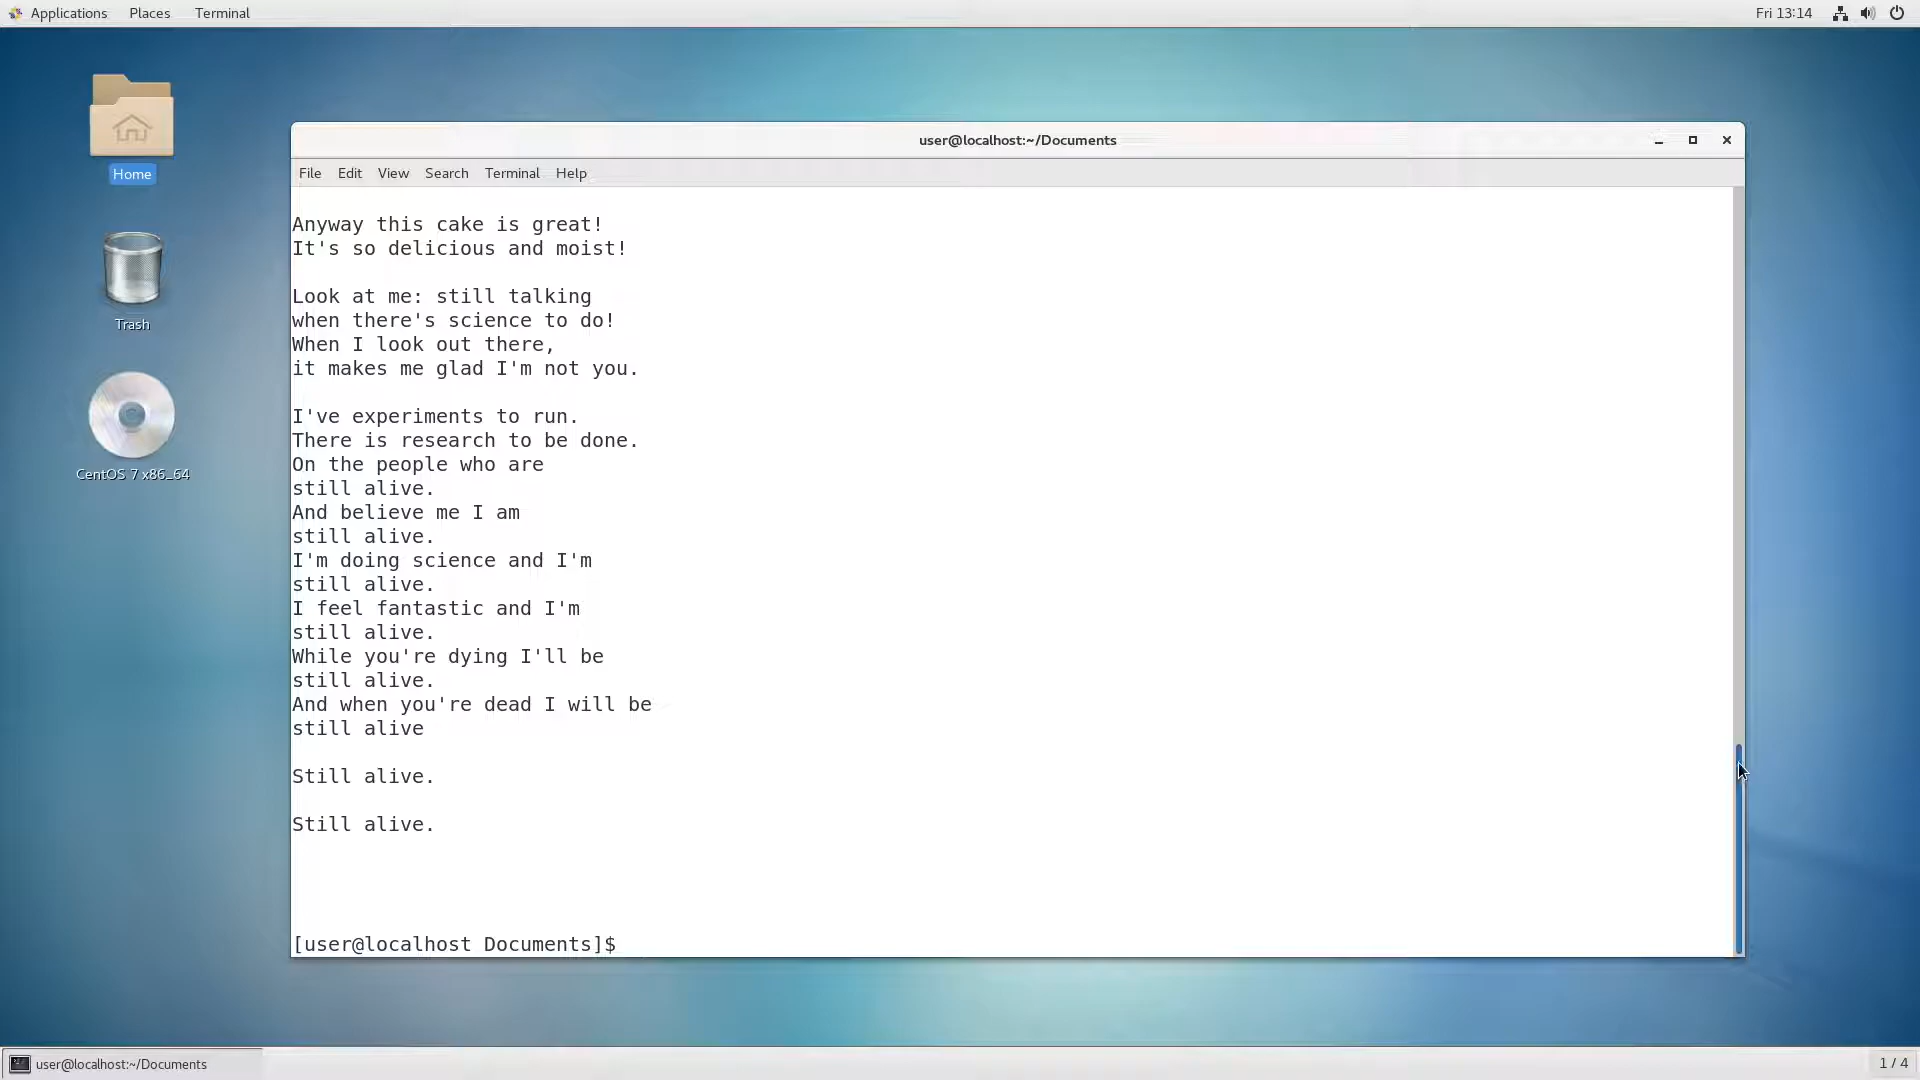 Applications Places Terminal Fri 13:14
Home
Trash
CentOS 7 x86_64
user@localhost:~/Documents
File Edit View Search Terminal Help
Anyway this cake is great!
It's so delicious and moist!
Look at me: still talking
when there's science to do!
When I look out there,
it makes me glad I'm not you.
I've experiments to run.
There is research to be done.
On the people who are
still alive.
And believe me I am
still alive.
I'm doing science and I'm
still alive.
I feel fantastic and I'm
still alive.
While you're dying I'll be
still alive.
And when you're dead I will be
still alive
Still alive.
Still alive.
[user@localhost Documents]$
user@localhost:~/Documents 1 / 4